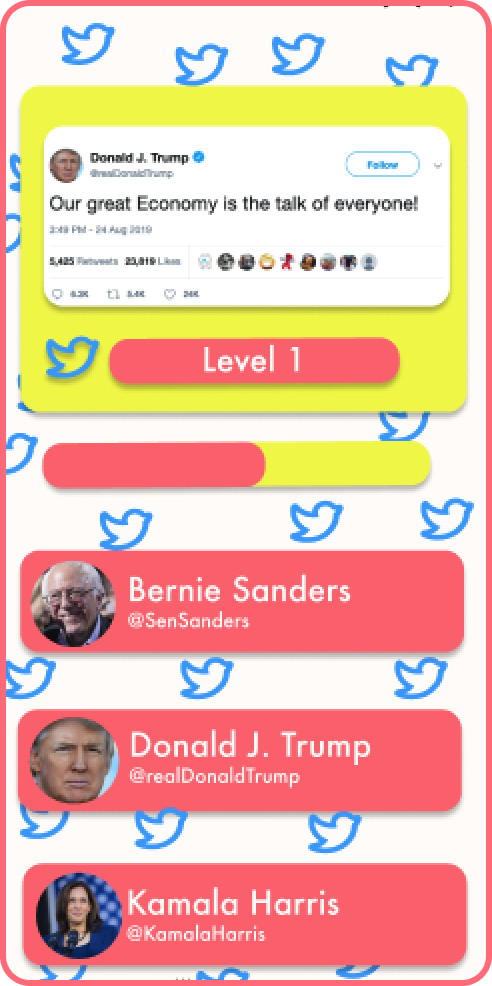 Donald J. Trump
@realDonaldTrump
Follow
Our great Economy is the talk of everyone!
3:49 PM - 24 Aug 2019
5,425 Retweets 23,819 Likes
6.3K 5.4K 24K
Level 1
Bernie Sanders
@SenSanders
Donald J. Trump
@realDonaldTrump
Kamala Harris
@KamalaHarris